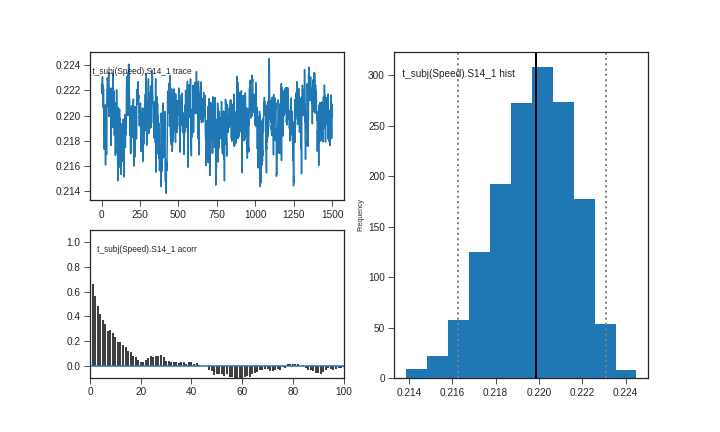 t_subj(Speed).S14_1 trace
0.224
0.222
0.220
0.218
0.216
0.214
0 250 500 750 1000 1250 1500
t_subj(Speed).S14_1 acorr
1.0
0.8
0.6
0.4
0.2
0.0
0 20 40 60 80 100
t_subj(Speed).S14_1 hist
Frequency
300
250
200
150
100
50
0
0.214 0.216 0.218 0.220 0.222 0.224